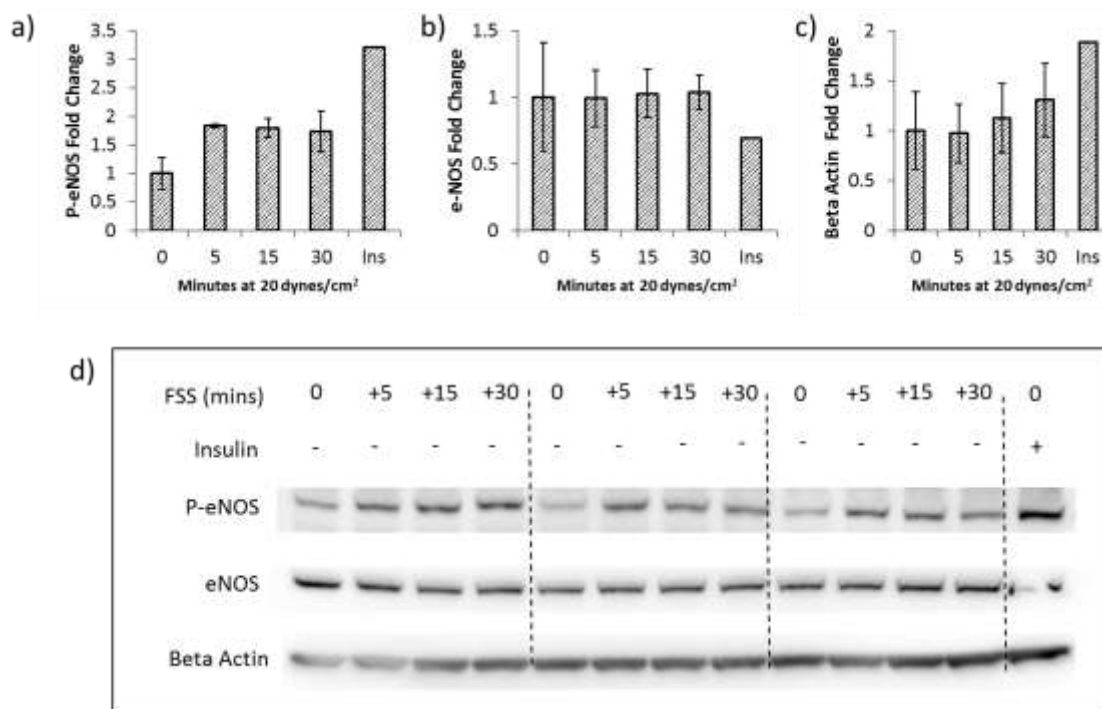 a)
P-eNOS Fold Change
3.5
3
2.5
2
1.5
1
0.5
0
0 5 15 30 Ins
Minutes at 20 dynes/cm²
b)
e-NOS Fold Change
1.5
1
0.5
0
0 5 15 30 Ins
Minutes at 20 dynes/cm²
c)
Beta Actin Fold Change
2
1.5
1
0.5
0
0 5 15 30 Ins
Minutes at 20 dynes/cm²
d)
FSS (mins) 0 +5 +15 +30 0 +5 +15 +30 0 +5 +15 +30 0
Insulin - - - - - - - - - - - - +
P-eNOS
eNOS
Beta Actin